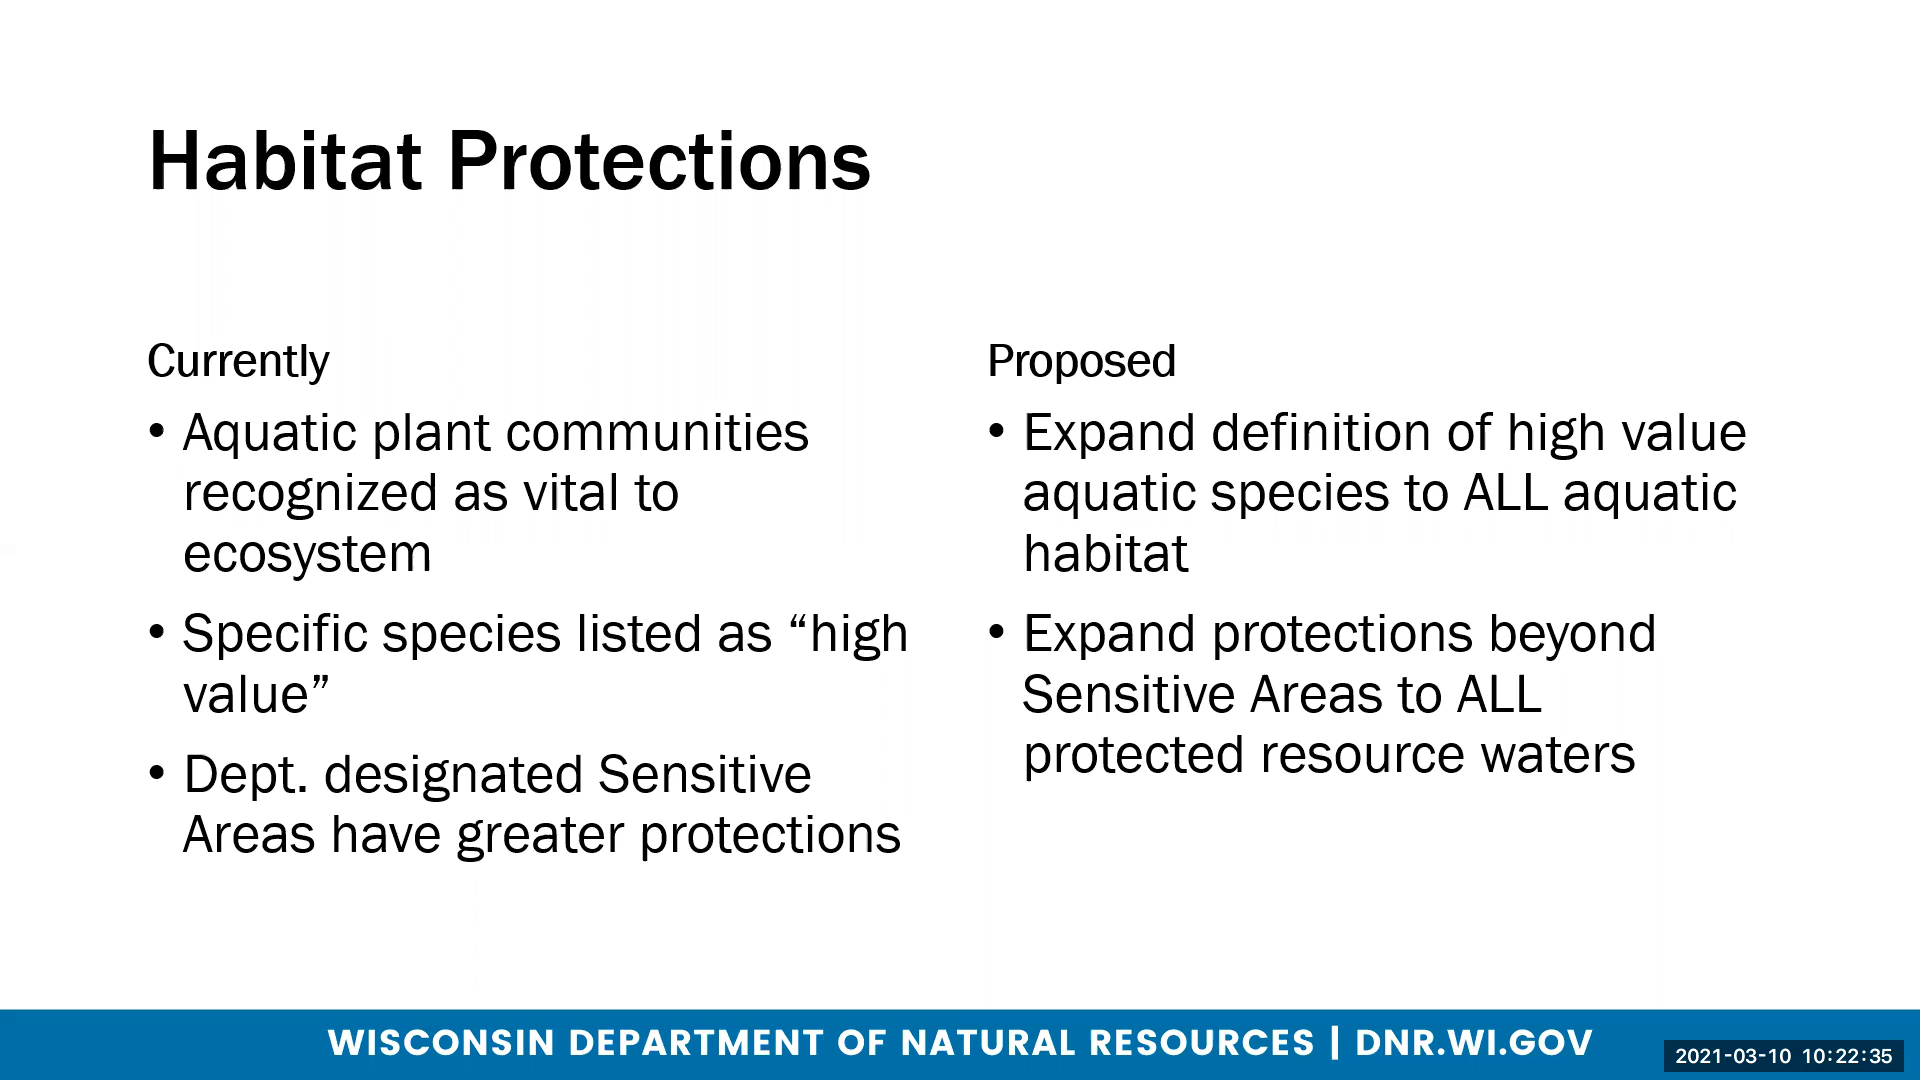 Habitat Protections
Currently
• Aquatic plant communities
recognized as vital to
ecosystem
• Specific species listed as “high
value”
• Dept. designated Sensitive
Areas have greater protections
Proposed
• Expand definition of high value
aquatic species to ALL aquatic
habitat
• Expand protections beyond
Sensitive Areas to ALL
protected resource waters
WISCONSIN DEPARTMENT OF NATURAL RESOURCES | DNR.WI.GOV
2021-03-10 10:22:35